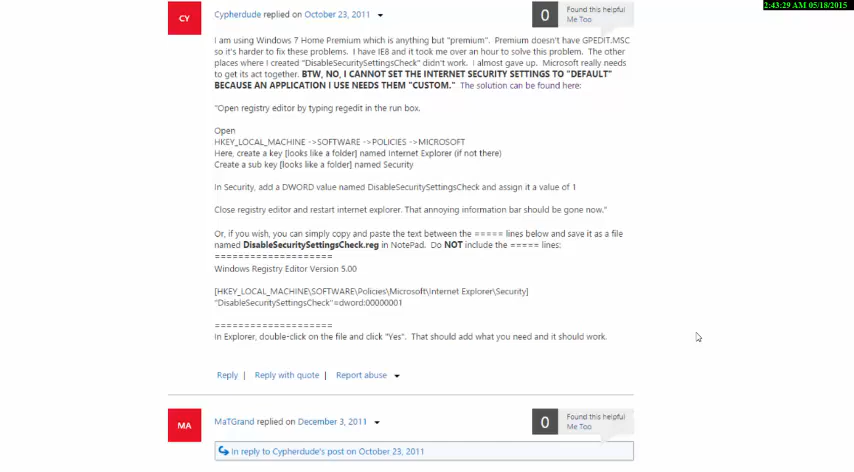 2:43:29 AM 05/18/2015
CY
Cypherdude replied on October 23, 2011
0
Found this helpful
Me Too
I am using Windows 7 Home Premium which is anything but "premium". Premium doesn't have GPEDIT.MSC
so it's harder to fix these problems. I have IE8 and it took me over an hour to solve this problem. The other
places where I created "DisableSecuritySettingsCheck" didn't work. I almost gave up. Microsoft really needs
to get its act together. BTW, NO, I CANNOT SET THE INTERNET SECURITY SETTINGS TO "DEFAULT"
BECAUSE AN APPLICATION I USE NEEDS THEM "CUSTOM." The solution can be found here:
"Open registry editor by typing regedit in the run box.
Open
HKEY_LOCAL_MACHINE ->SOFTWARE ->POLICIES ->MICROSOFT
Here, create a key [looks like a folder] named Internet Explorer (if not there)
Create a sub key [looks like a folder] named Security
In Security, add a DWORD value named DisableSecuritySettingsCheck and assign it a value of 1
Close registry editor and restart internet explorer. That annoying information bar should be gone now."
Or, if you wish, you can simply copy and paste the text between the ===== lines below and save it as a file
named DisableSecuritySettingsCheck.reg in NotePad. Do NOT include the ===== lines:
====================
Windows Registry Editor Version 5.00
[HKEY_LOCAL_MACHINE\SOFTWARE\Policies\Microsoft\Internet Explorer\Security]
"DisableSecuritySettingsCheck"=dword:00000001
====================
In Explorer, double-click on the file and click "Yes". That should add what you need and it should work.
Reply | Reply with quote | Report abuse
MA
MaTGrand replied on December 3, 2011
0
Found this helpful
Me Too
In reply to Cypherdude's post on October 23, 2011